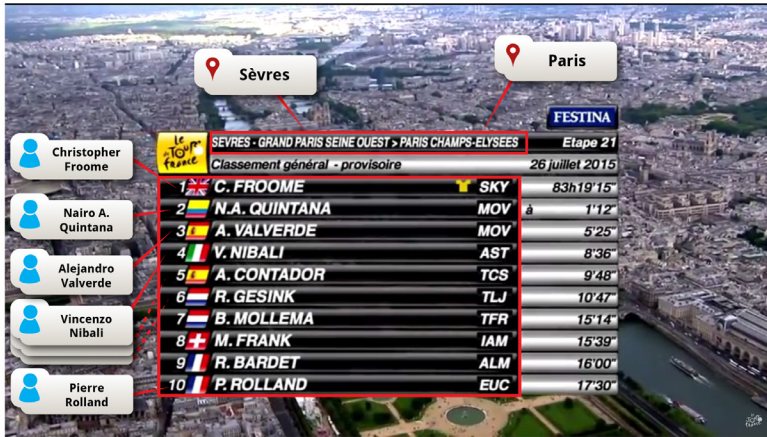 Sèvres
Paris
FESTINA
le Tour de france
SEVRES - GRAND PARIS SEINE OUEST > PARIS CHAMPS-ELYSEES Etape 21
Classement général - provisoire 26 juillet 2015
1 C. FROOME SKY 83h19'15"
2 N.A. QUINTANA MOV à 1'12"
3 A. VALVERDE MOV 5'25"
4 V. NIBALI AST 8'36"
5 A. CONTADOR TCS 9'48"
6 R. GESINK TLJ 10'47"
7 B. MOLLEMA TFR 15'14"
8 M. FRANK IAM 15'39"
9 R. BARDET ALM 16'00"
10 P. ROLLAND EUC 17'30"
Christopher
Froome
Nairo A.
Quintana
Alejandro
Valverde
Vincenzo
Nibali
Pierre
Rolland